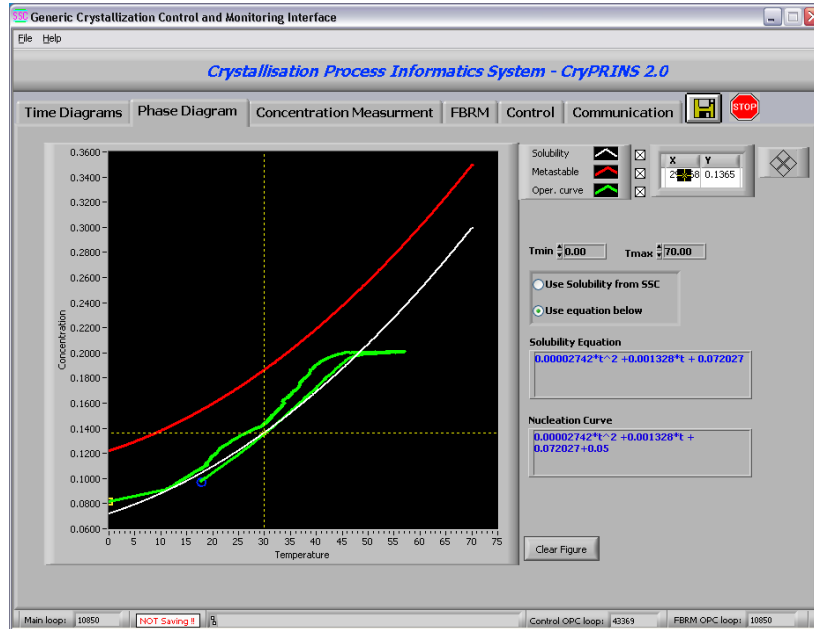 SSC Generic Crystallization Control and Monitoring Interface
File Help
Crystallisation Process Informatics System - CryPRINS 2.0
Time Diagrams Phase Diagram Concentration Measurment FBRM Control Communication STOP
Solubility
Metastable
Oper. curve
X Y
0.1365
Tmin 0.00 Tmax 70.00
Use Solubility from SSC
Use equation below
Solubility Equation
0.00002742*t^2 +0.001328*t + 0.072027
Nucleation Curve
0.00002742*t^2 +0.001328*t +
0.072027+0.05
Clear Figure
Concentration
0.3600
0.3400
0.3200
0.3000
0.2800
0.2600
0.2400
0.2200
0.2000
0.1800
0.1600
0.1400
0.1200
0.1000
0.0800
0.0600
0 5 10 15 20 25 30 35 40 45 50 55 60 65 70 75
Temperature
Main loop: 10850 NOT Saving !! Control OPC loop: 43369 FBRM OPC loop: 10850